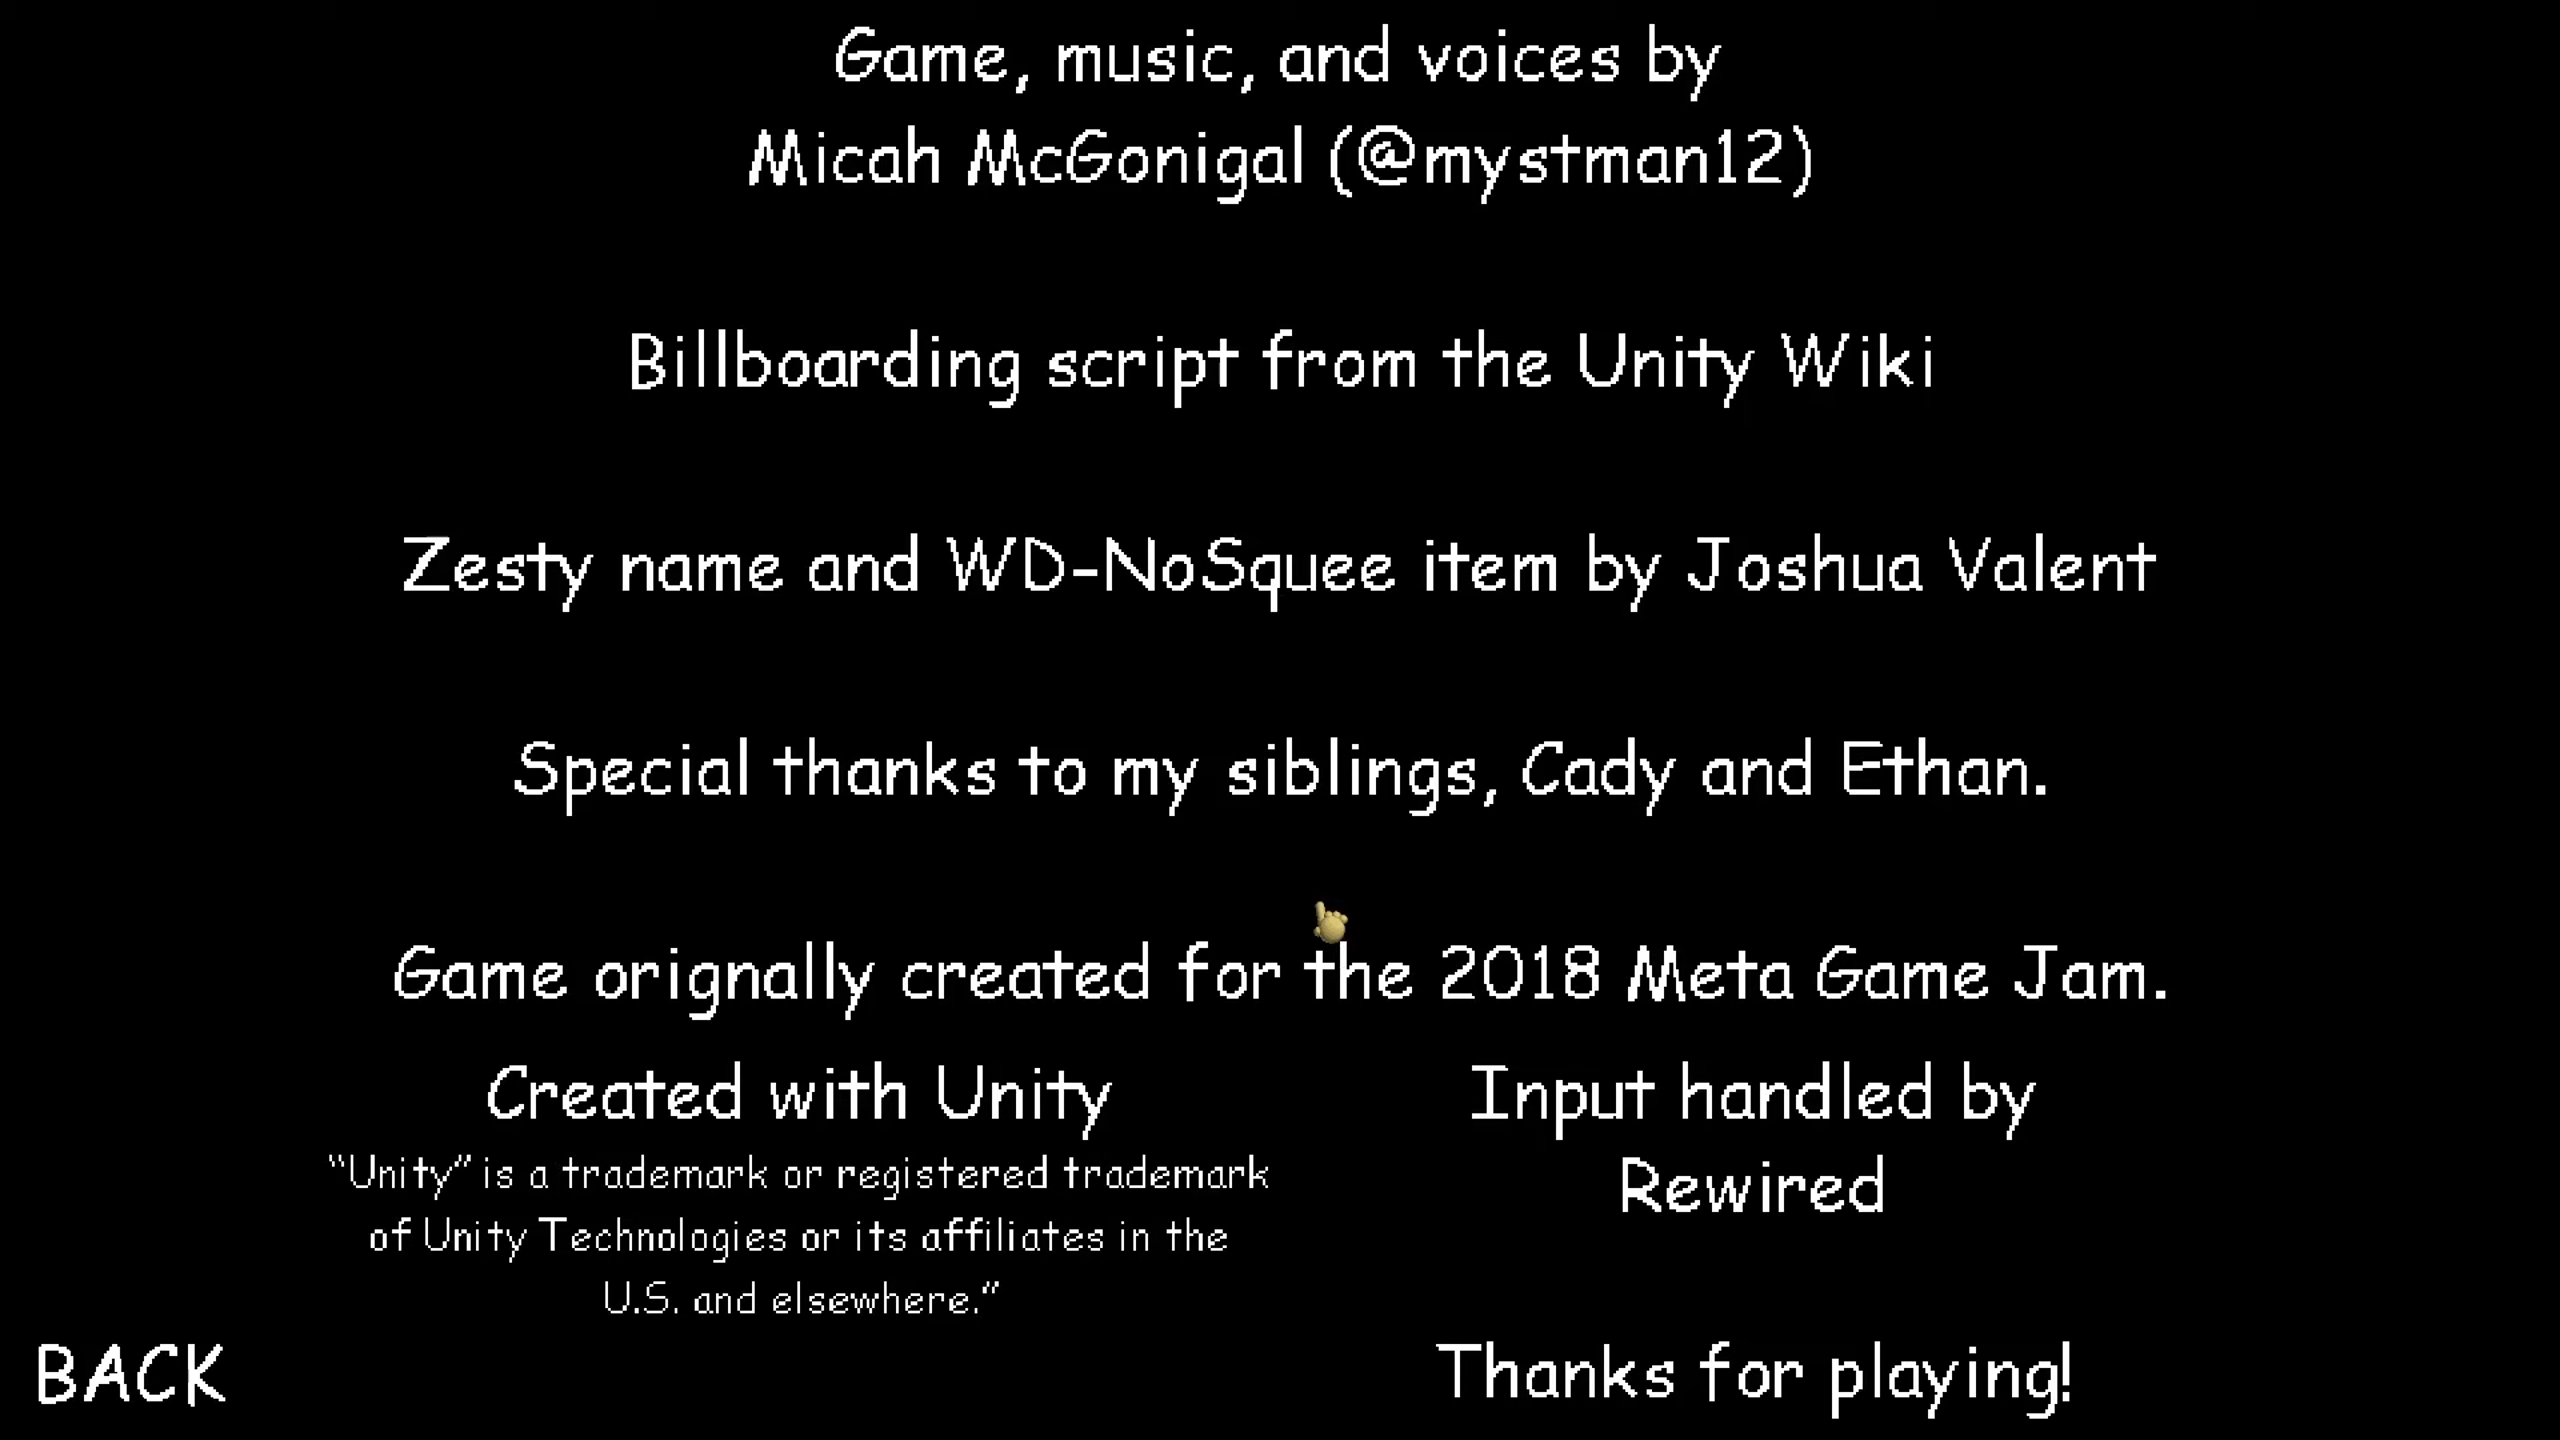 Game, music, and voices by
Micah McGonigal (@mystman12)
Billboarding script from the Unity Wiki
Zesty name and WD-NoSquee item by Joshua Valent
Special thanks to my siblings, Cady and Ethan.
Game orignally created for the 2018 Meta Game Jam.
Created with Unity
“Unity” is a trademark or registered trademark
of Unity Technologies or its affiliates in the
U.S. and elsewhere.”
Input handled by
Rewired
Thanks for playing!
BACK